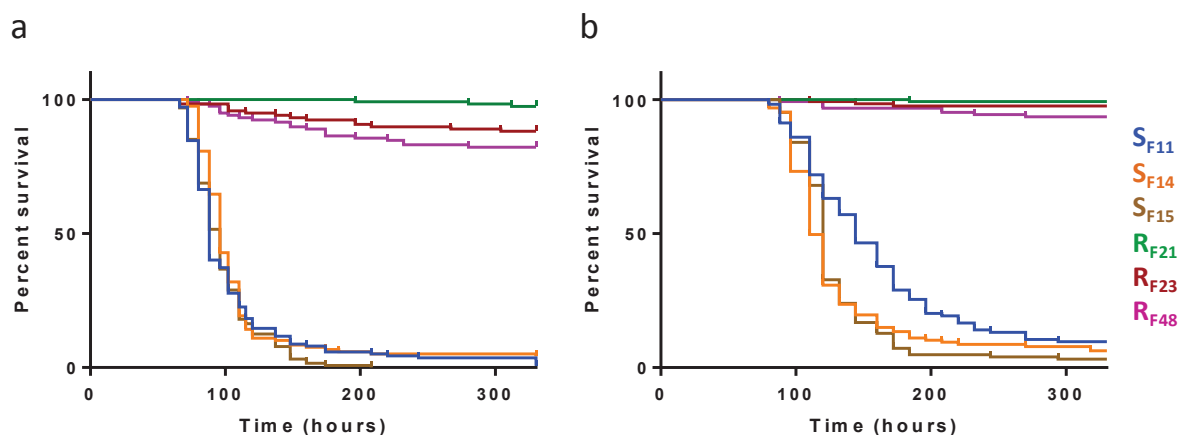 a
b
Percent survival
100
50
0
0
100
200
300
Time (hours)
Percent survival
100
50
0
0
100
200
300
Time (hours)
SF11
SF14
SF15
RF21
RF23
RF48